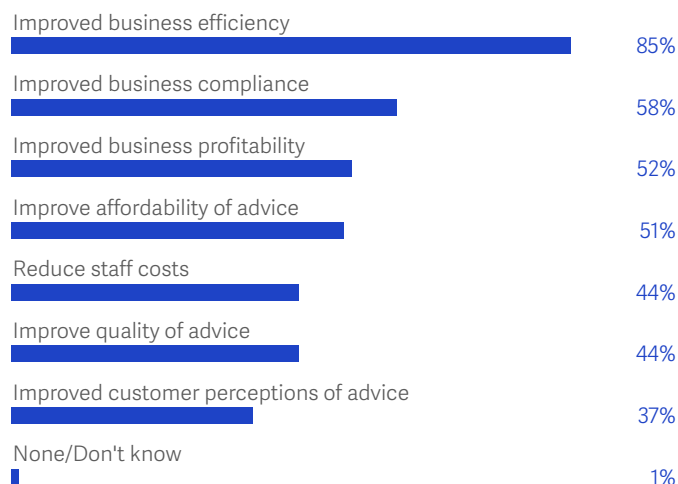 Improved business efficiency
85%
Improved business compliance
58%
Improved business profitability
52%
Improve affordability of advice
51%
Reduce staff costs
44%
Improve quality of advice
44%
Improved customer perceptions of advice
37%
None/Don't know
1%